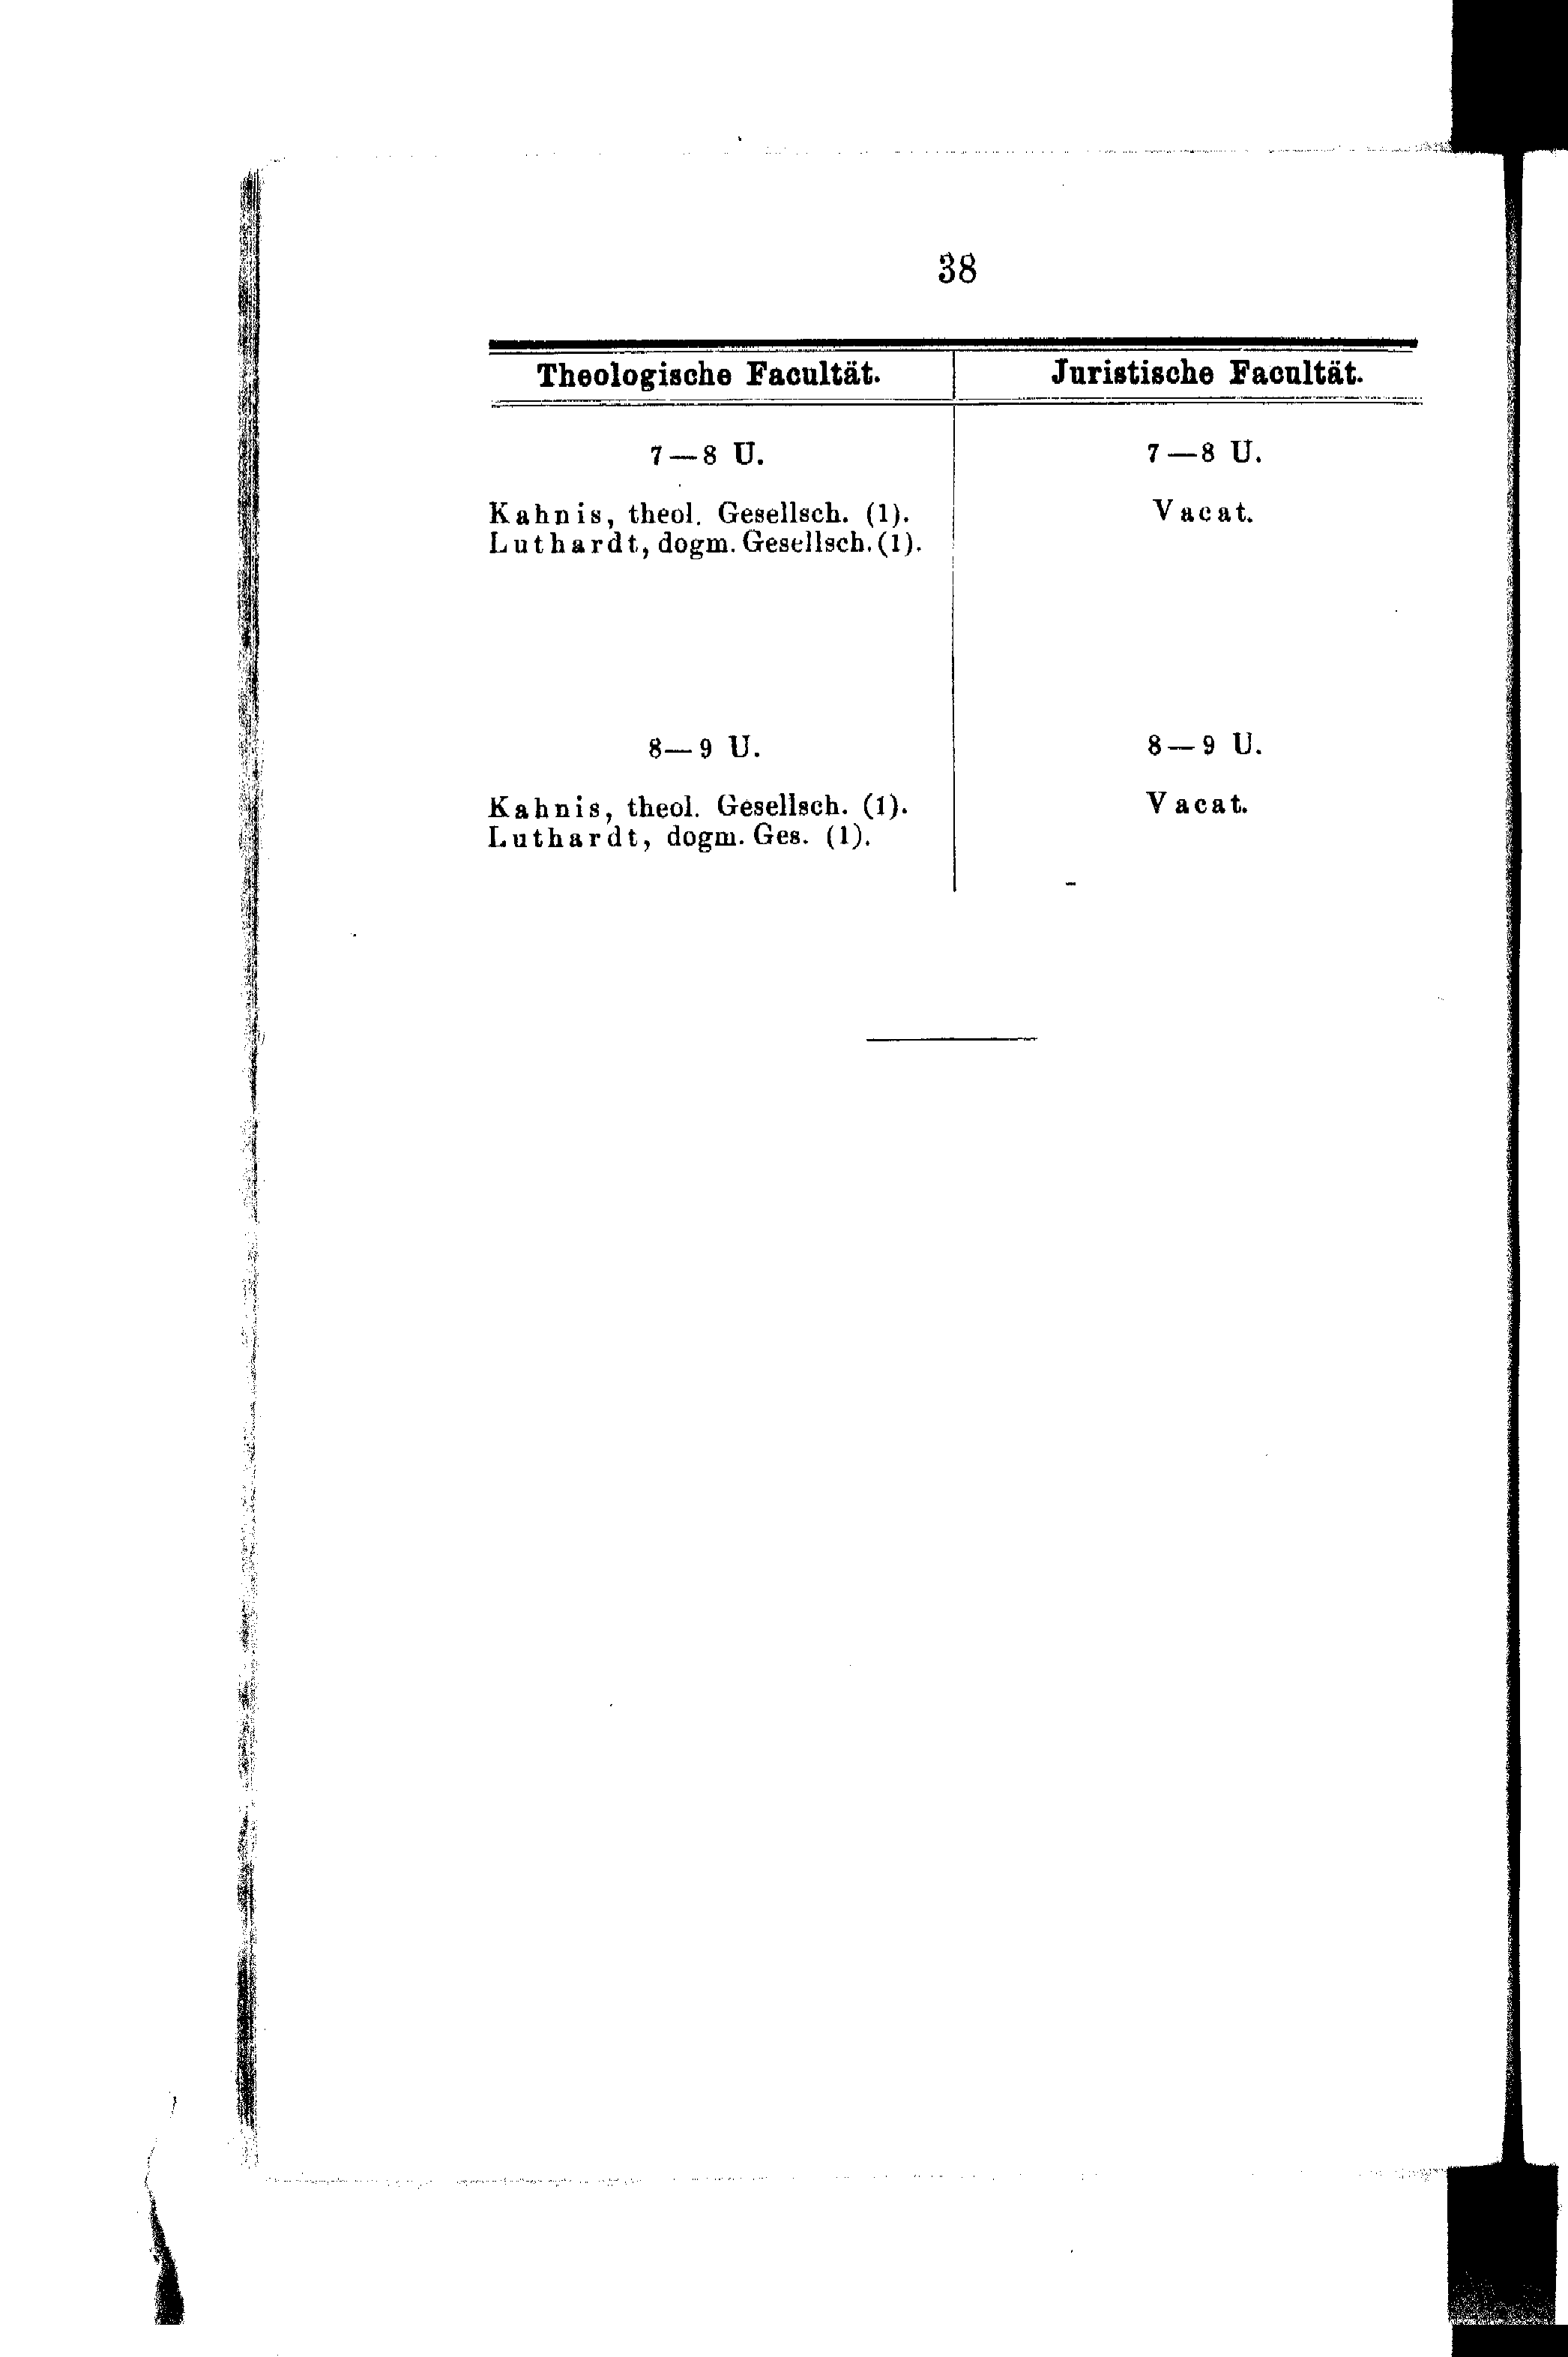 38
Theologische Facultät.
7—8 U.
Kahnis, theol. Gesellsch. (1).
Luthardt, dogm. Gesellsch. (1).
8—9 U.
Kahnis, theol. Gesellsch. (1).
Luthardt, dogm. Ges. (1).
Juristische Facultät.
7—8 U.
Vacat.
8—9 U.
Vacat.